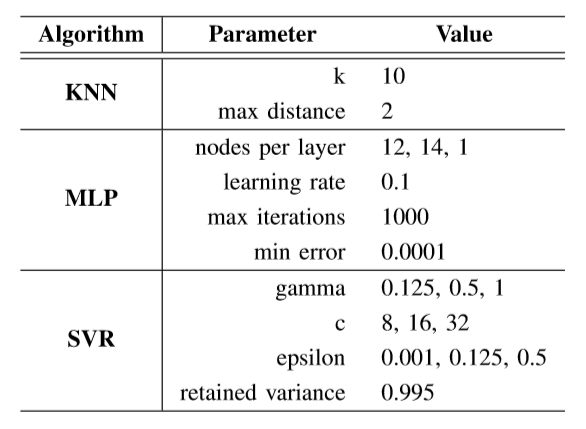 Algorithm Parameter Value
KNN
k 10
max distance 2
MLP
nodes per layer 12, 14, 1
learning rate 0.1
max iterations 1000
min error 0.0001
SVR
gamma 0.125, 0.5, 1
c 8, 16, 32
epsilon 0.001, 0.125, 0.5
retained variance 0.995